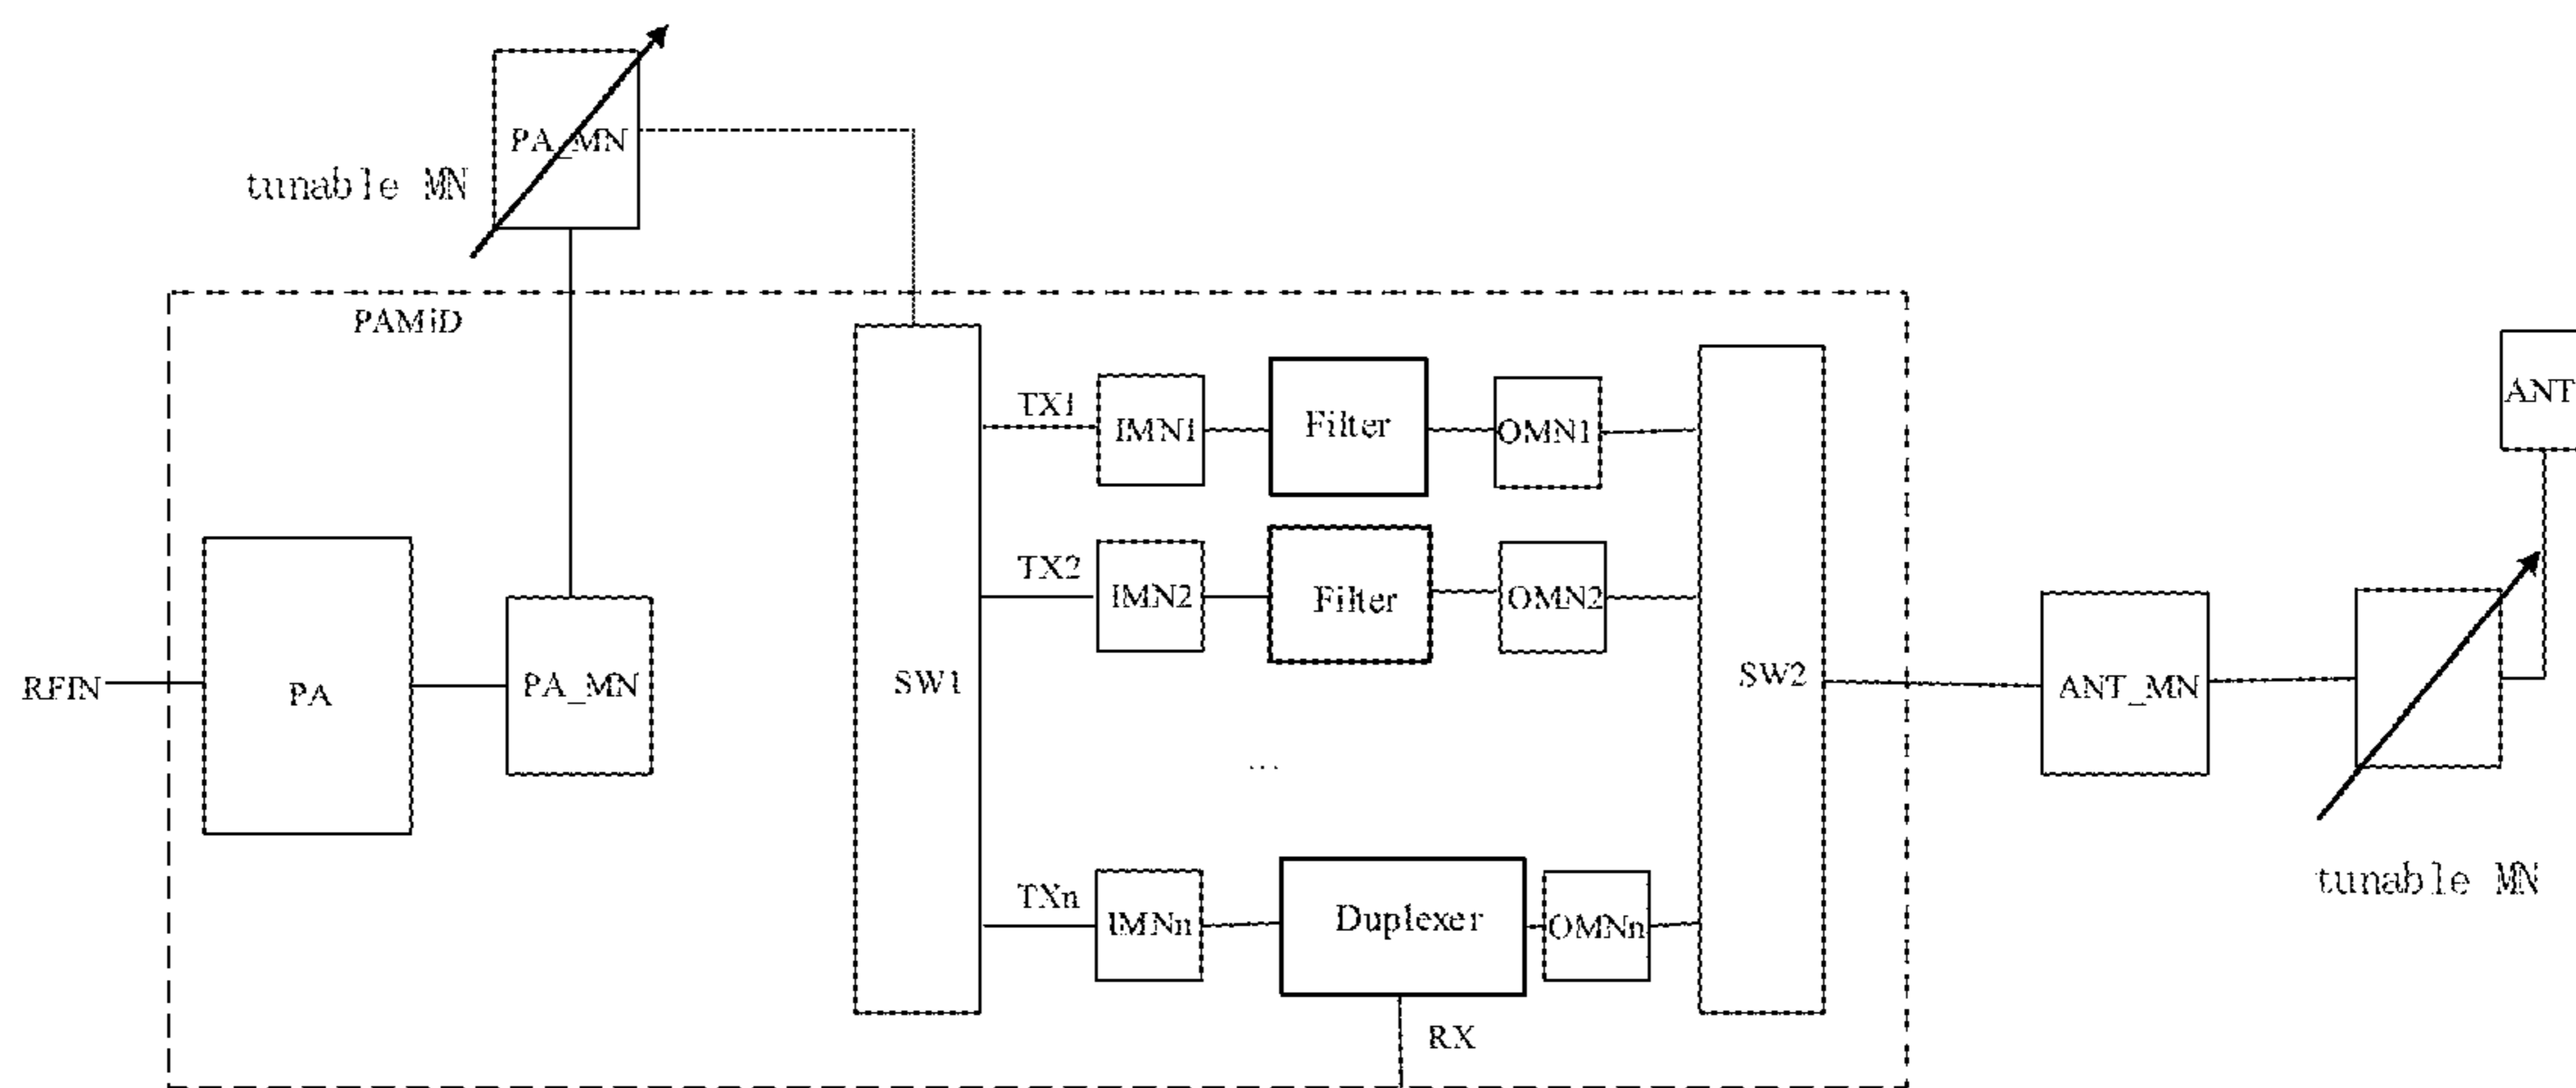 PA_MN
tunable MN
PAMiD
ANT
TX1
IMN1
Filter
OMN1
TX2
IMN2
Filter
OMN2
RFIN
PA
PA_MN
SW1
SW2
ANT_MN
...
tunable MN
TXn
IMNn
Duplexer
OMNn
RX